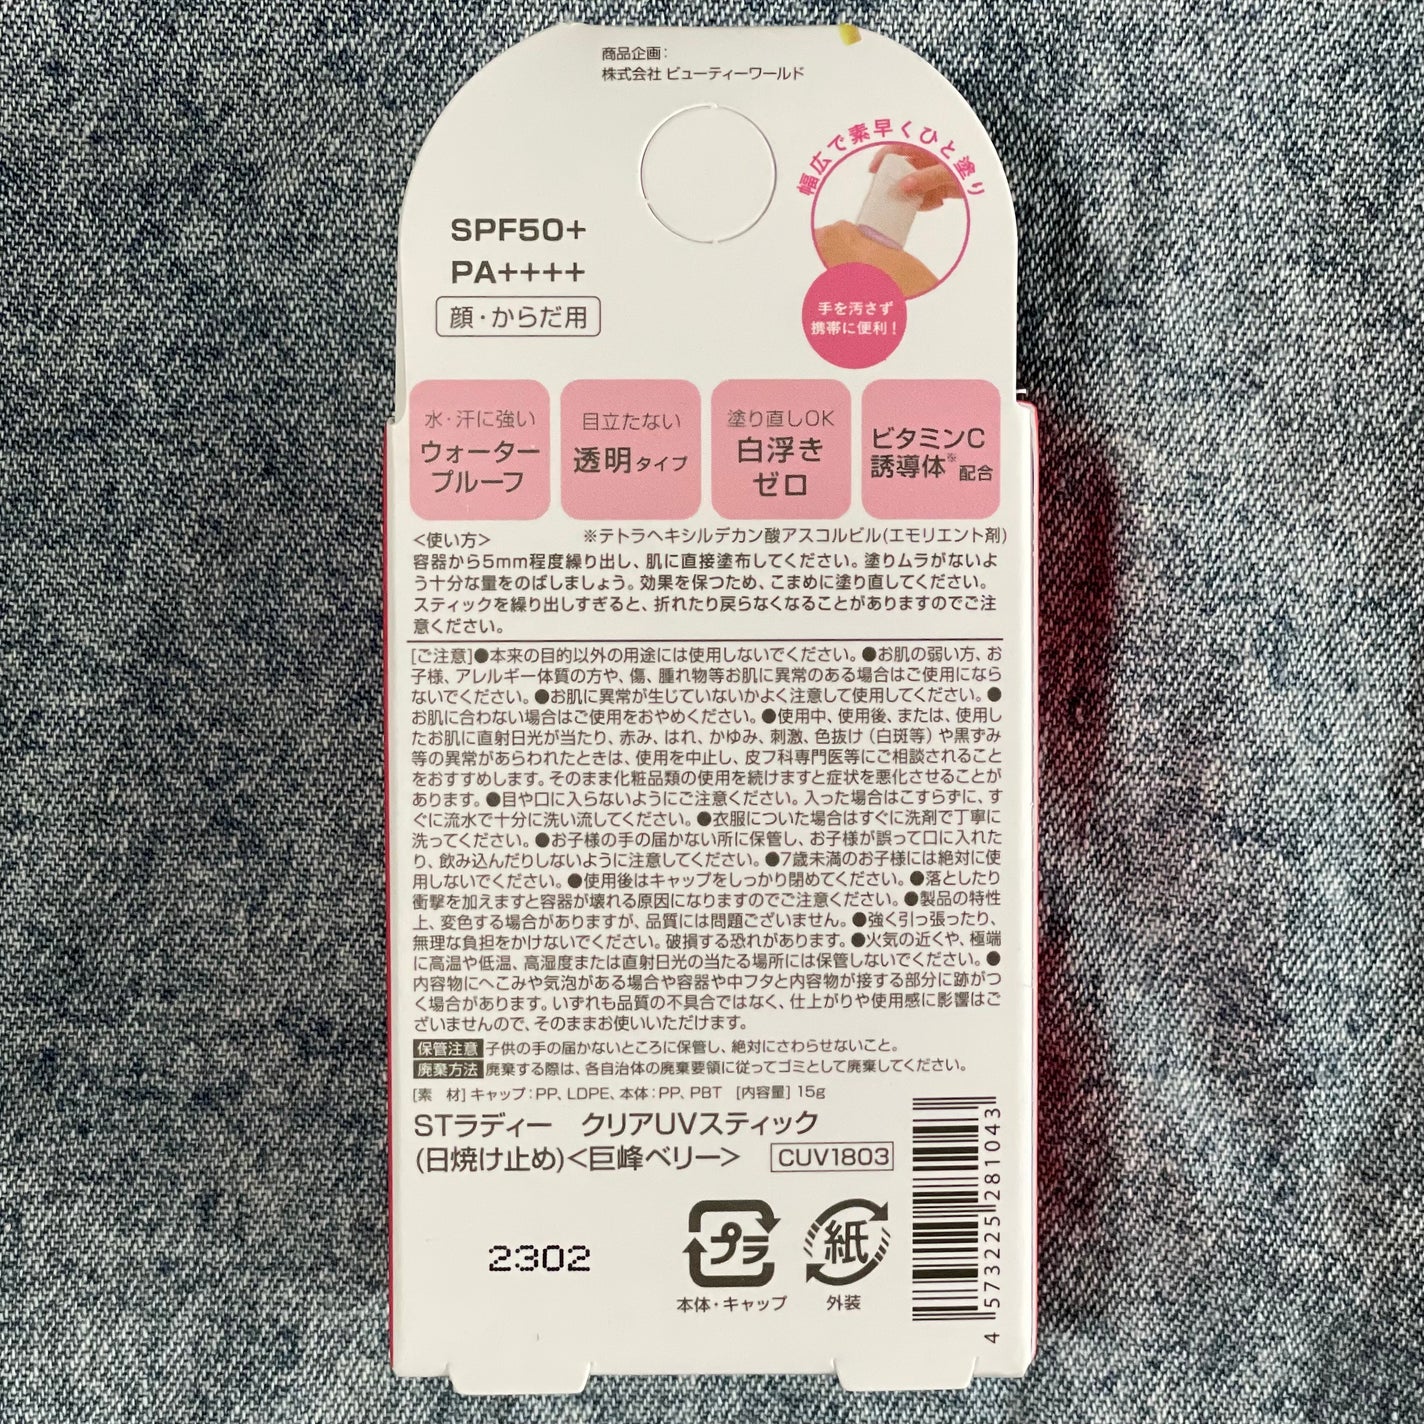 商品企画:
株式会社 ビューティーワールド
幅広で素早くひと塗り
手を汚さず
携帯に便利!
SPF50+
PA++++
顔・からだ用
水・汗に強い
ウォーター
プルーフ
目立たない
透明タイプ
塗り直しOK
白浮き
ゼロ
ビタミンC
誘導体※配合
※テトラヘキシルデカン酸アスコルビル(エモリエント剤)
<使い方>
容器から5mm程度繰り出し、肌に直接塗布してください。塗りムラがないよ
う十分な量をのばしましょう。効果を保つため、こまめに塗り直してください。
スティックを繰り出しすぎると、折れたり戻らなくなることがありますのでご注
意ください。
[ご注意]●本来の目的以外の用途には使用しないでください。●お肌の弱い方、お
子様、アレルギー体質の方や、傷、腫れ物等お肌に異常のある場合はご使用になら
ないでください。●お肌に異常が生じていないかよく注意して使用してください。●
お肌に合わない場合はご使用をおやめください。●使用中、使用後、または、使用し
たお肌に直射日光が当たり、赤み、はれ、かゆみ、刺激、色抜け(白斑等)や黒ずみ
等の異常があらわれたときは、使用を中止し、皮フ科専門医等にご相談されること
をおすすめします。そのまま化粧品類の使用を続けますと症状を悪化させることが
あります。●目や口に入らないようにご注意ください。入った場合はこすらずに、す
ぐに流水で十分に洗い流してください。●衣服についた場合はすぐに洗剤で丁寧に
洗ってください。●お子様の手の届かない所に保管し、お子様が誤って口に入れた
り、飲み込んだりしないように注意してください。●7歳未満のお子様には絶対に使
用しないでください。●使用後はキャップをしっかり閉めてください。●落としたり
衝撃を加えますと容器が壊れる原因になりますのでご注意ください。●製品の特性
上、変色する場合がありますが、品質には問題ございません。●強く引っ張ったり、
無理な負担をかけないでください。破損する恐れがあります。●火気の近くや、極端
に高温や低温、高湿度または直射日光の当たる場所には保管しないでください。●
内容物にへこみや気泡がある場合や容器や中フタと内容物が接する部分に跡がつ
く場合があります。いずれも品質の不具合ではなく、仕上がりや使用感に影響はご
ざいませんので、そのままお使いいただけます。
保管注意 子供の手の届かないところに保管し、絶対にさわらせないこと。
廃棄方法 廃棄する際は、各自治体の廃棄要領に従ってゴミとして廃棄してください。
[素 材]キャップ:PP、LDPE、本体:PP、PBT [内容量]15g
STラディー クリアUVスティック
(日焼け止め)<巨峰ベリー> CUV1803
2302
プラ
本体・キャップ
紙
外装
4 573225 281043